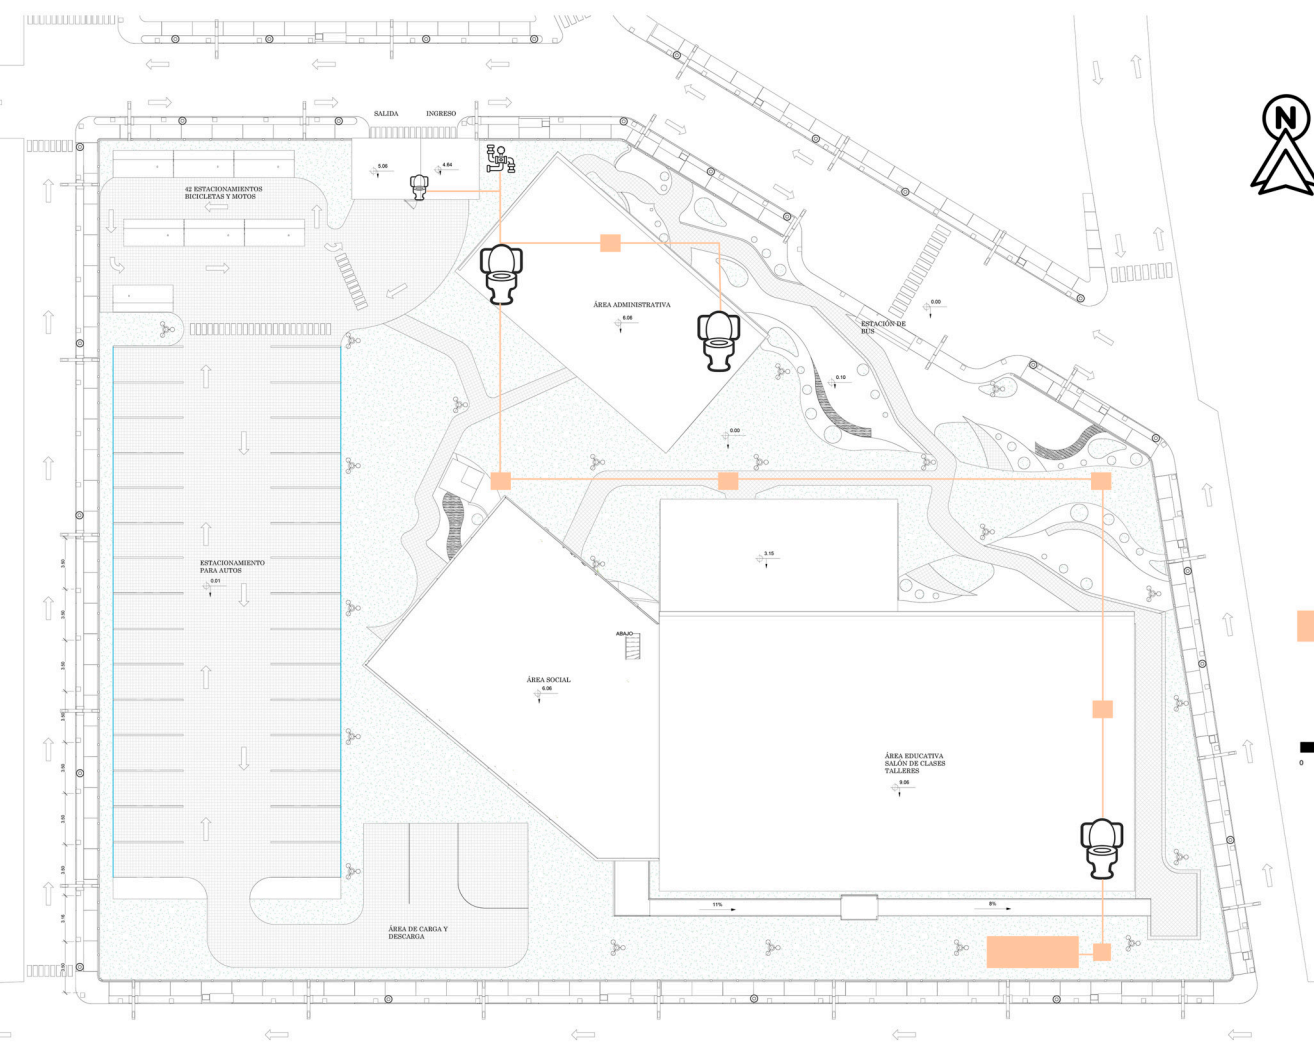 SALIDA
INGRESO
N
5.06
4.64
42 ESTACIONAMIENTOS
BICICLETAS Y MOTOS
ÁREA ADMINISTRATIVA
6.06
0.00
ESTACIÓN DE
BUS
0.10
0.00
3.15
ESTACIONAMIENTO
PARA AUTOS
0.01
ABAJO
ÁREA SOCIAL
6.06
ÁREA EDUCATIVA
SALÓN DE CLASES
TALLERES
9.06
0
11%
8%
ÁREA DE CARGA Y
DESCARGA